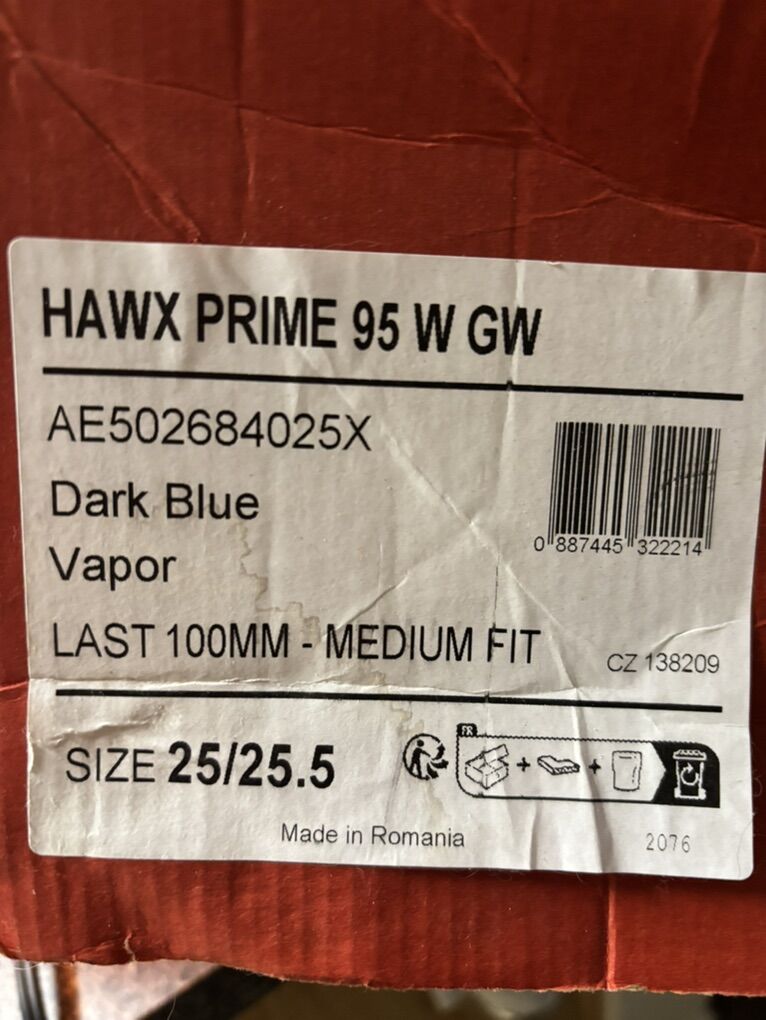 HAWX PRIME 95 W GW
AE502684025X
Dark Blue
Vapor
0 887445 322214
LAST 100MM - MEDIUM FIT
CZ 138209
SIZE 25/25.5
FR
Made in Romania
2076